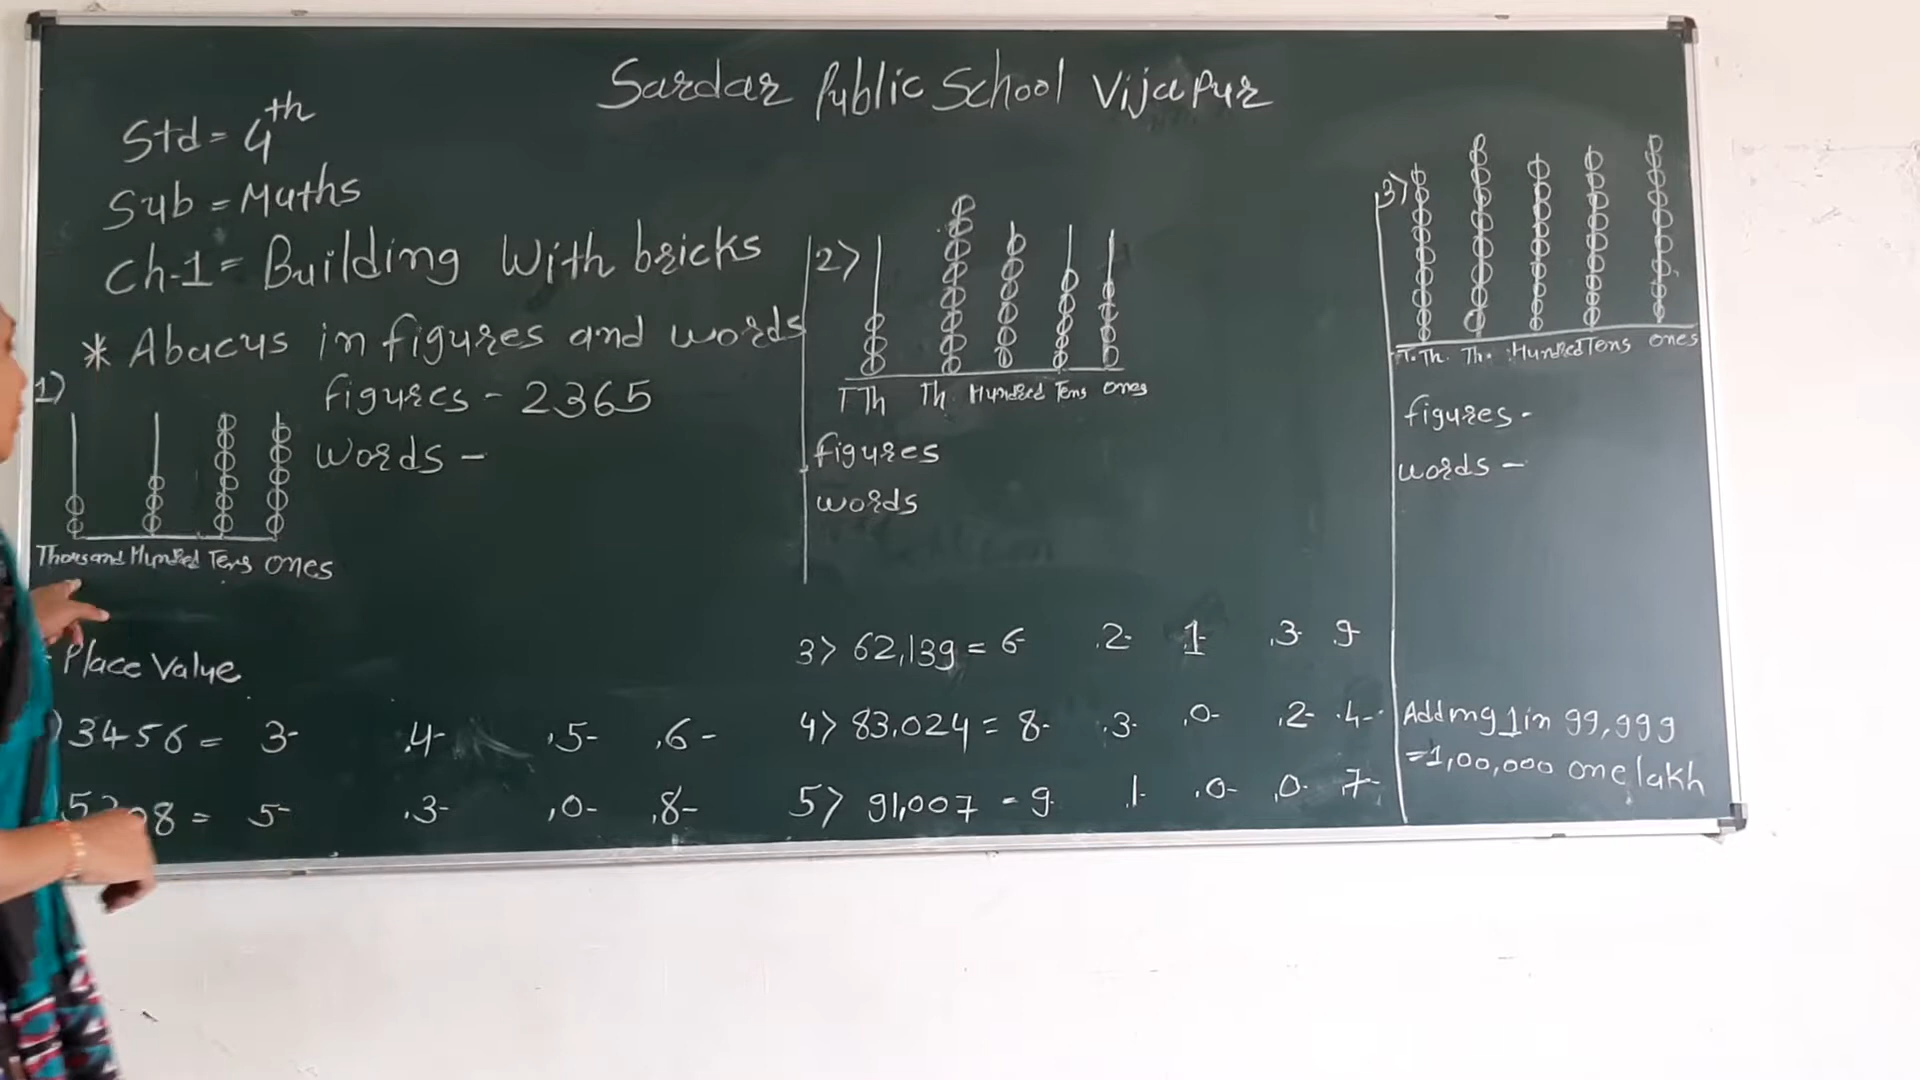 Sardar Public School Vijapur
Std = 4th
Sub = Maths
Ch-1 = Building With bricks
* Abacus in figures and words
1)
figures - 2365
words -
Thousand Hundred Tens ones
2)
T Th Th. Hundred Tens ones
figures
words
3)
T.Th. Th. Hundred Tens ones
figures -
words -
Place Value
3456 = 3- ,4- ,5- ,6-
8 = 5- ,3- ,0- ,8-
3) 62,139 = 6- ,2- 1- ,3- ,9-
4) 83,024 = 8- ,3- ,0- ,2- ,4-
5) 91,007 = 9- ,1- ,0- ,0- ,7-
Adding 1 in 99,999
= 1,00,000 one lakh